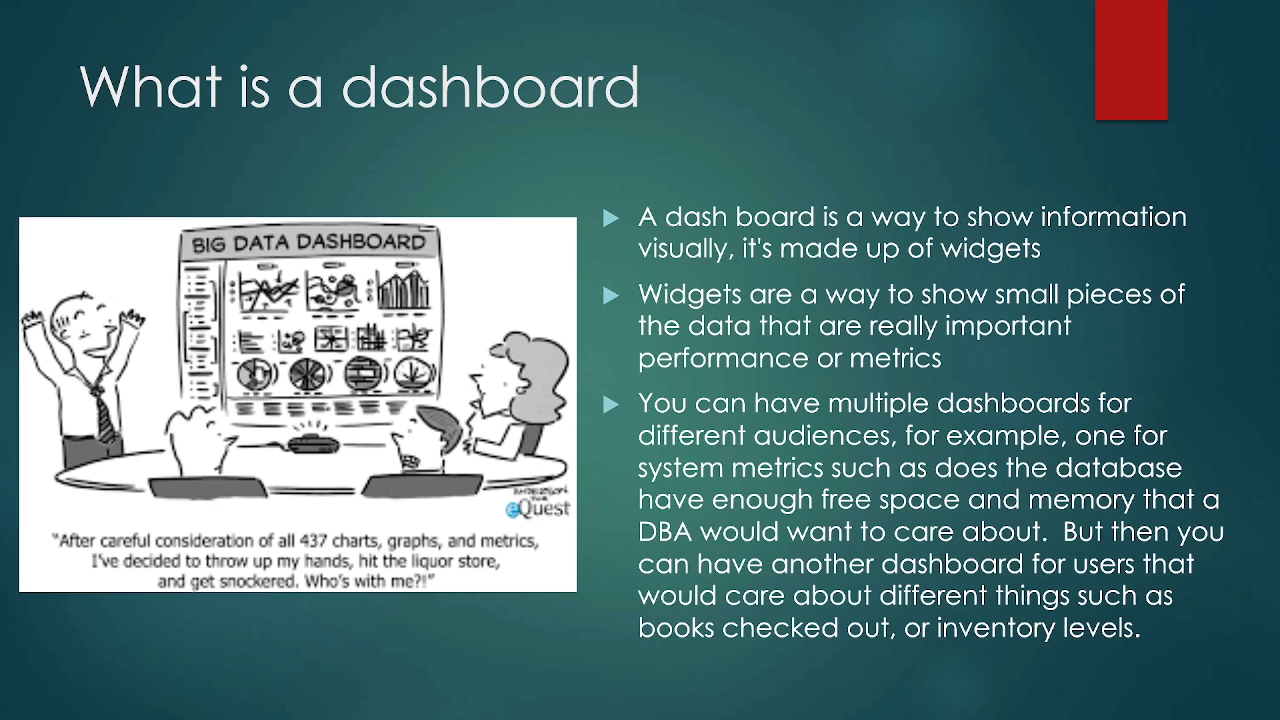 What is a dashboard
BIG DATA DASHBOARD
eQuest
“After careful consideration of all 437 charts, graphs, and metrics,
I've decided to throw up my hands, hit the liquor store,
and get snockered. Who's with me?!”
A dash board is a way to show information
visually, it's made up of widgets
Widgets are a way to show small pieces of
the data that are really important
performance or metrics
You can have multiple dashboards for
different audiences, for example, one for
system metrics such as does the database
have enough free space and memory that a
DBA would want to care about.  But then you
can have another dashboard for users that
would care about different things such as
books checked out, or inventory levels.